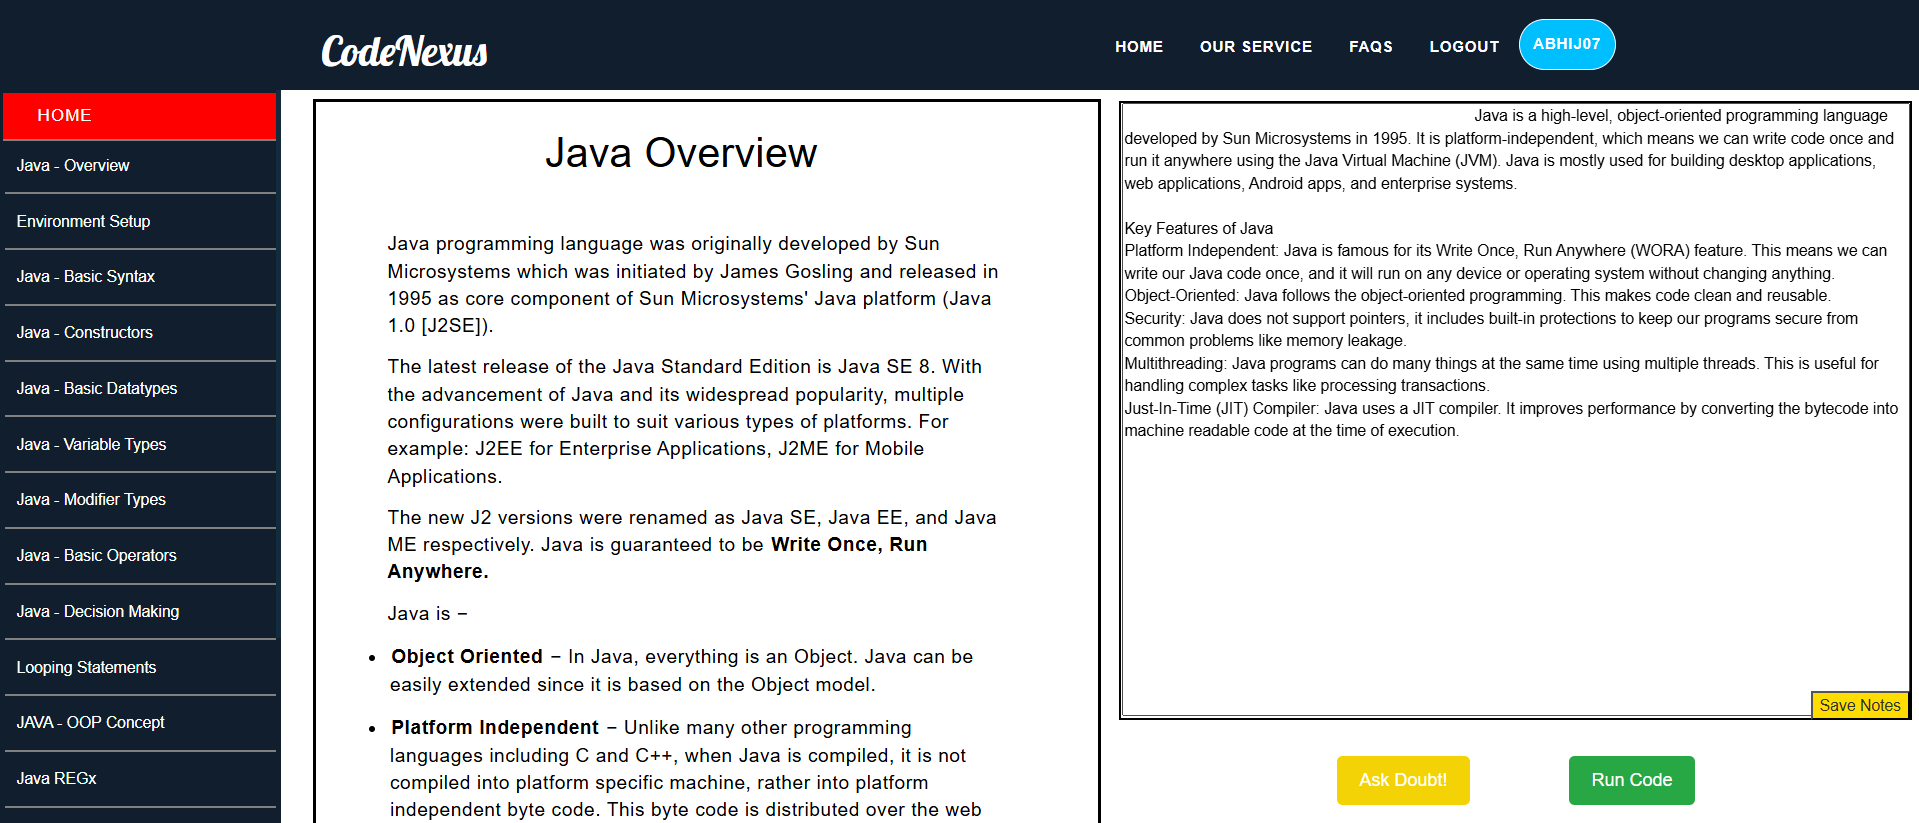 CodeNexus
HOME
OUR SERVICE
FAQS
LOGOUT
ABHIJ07
HOME
Java - Overview
Environment Setup
Java - Basic Syntax
Java - Constructors
Java - Basic Datatypes
Java - Variable Types
Java - Modifier Types
Java - Basic Operators
Java - Decision Making
Looping Statements
JAVA - OOP Concept
Java REGx
Java Overview
Java programming language was originally developed by Sun
Microsystems which was initiated by James Gosling and released in
1995 as core component of Sun Microsystems' Java platform (Java
1.0 [J2SE]).
The latest release of the Java Standard Edition is Java SE 8. With
the advancement of Java and its widespread popularity, multiple
configurations were built to suit various types of platforms. For
example: J2EE for Enterprise Applications, J2ME for Mobile
Applications.
The new J2 versions were renamed as Java SE, Java EE, and Java
ME respectively. Java is guaranteed to be Write Once, Run
Anywhere.
Java is −
• Object Oriented − In Java, everything is an Object. Java can be
easily extended since it is based on the Object model.
• Platform Independent − Unlike many other programming
languages including C and C++, when Java is compiled, it is not
compiled into platform specific machine, rather into platform
independent byte code. This byte code is distributed over the web
Java is a high-level, object-oriented programming language
developed by Sun Microsystems in 1995. It is platform-independent, which means we can write code once and
run it anywhere using the Java Virtual Machine (JVM). Java is mostly used for building desktop applications,
web applications, Android apps, and enterprise systems.
Key Features of Java
Platform Independent: Java is famous for its Write Once, Run Anywhere (WORA) feature. This means we can
write our Java code once, and it will run on any device or operating system without changing anything.
Object-Oriented: Java follows the object-oriented programming. This makes code clean and reusable.
Security: Java does not support pointers, it includes built-in protections to keep our programs secure from
common problems like memory leakage.
Multithreading: Java programs can do many things at the same time using multiple threads. This is useful for
handling complex tasks like processing transactions.
Just-In-Time (JIT) Compiler: Java uses a JIT compiler. It improves performance by converting the bytecode into
machine readable code at the time of execution.
Save Notes
Ask Doubt!
Run Code